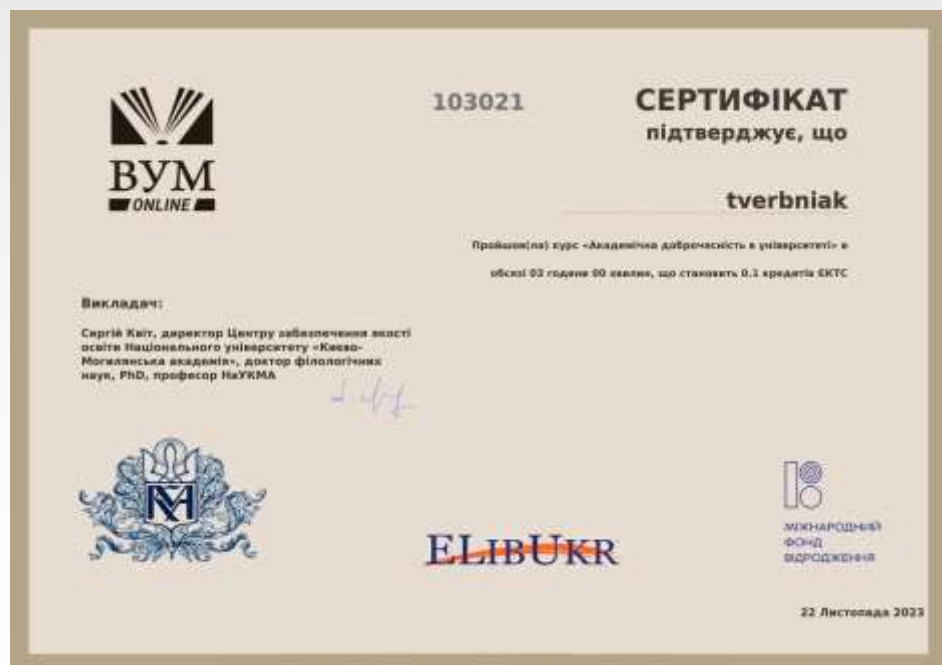 ВУМ
ONLINE
103021
СЕРТИФІКАТ
підтверджує, що
tverbniak
Пройшов(ла) курс «Академічна доброчесність в університеті» в
обсязі 03 години 00 хвилин, що становить 0.1 кредитів ЄКТС
Викладач:
Сергій Квіт, директор Центру забезпечення якості
освіти Національного університету «Києво-
Могилянська академія», доктор філологічних
наук, PhD, професор НаУКМА
ELIBUKR
МІЖНАРОДНИЙ
ФОНД
ВІДРОДЖЕННЯ
22 Листопада 2023